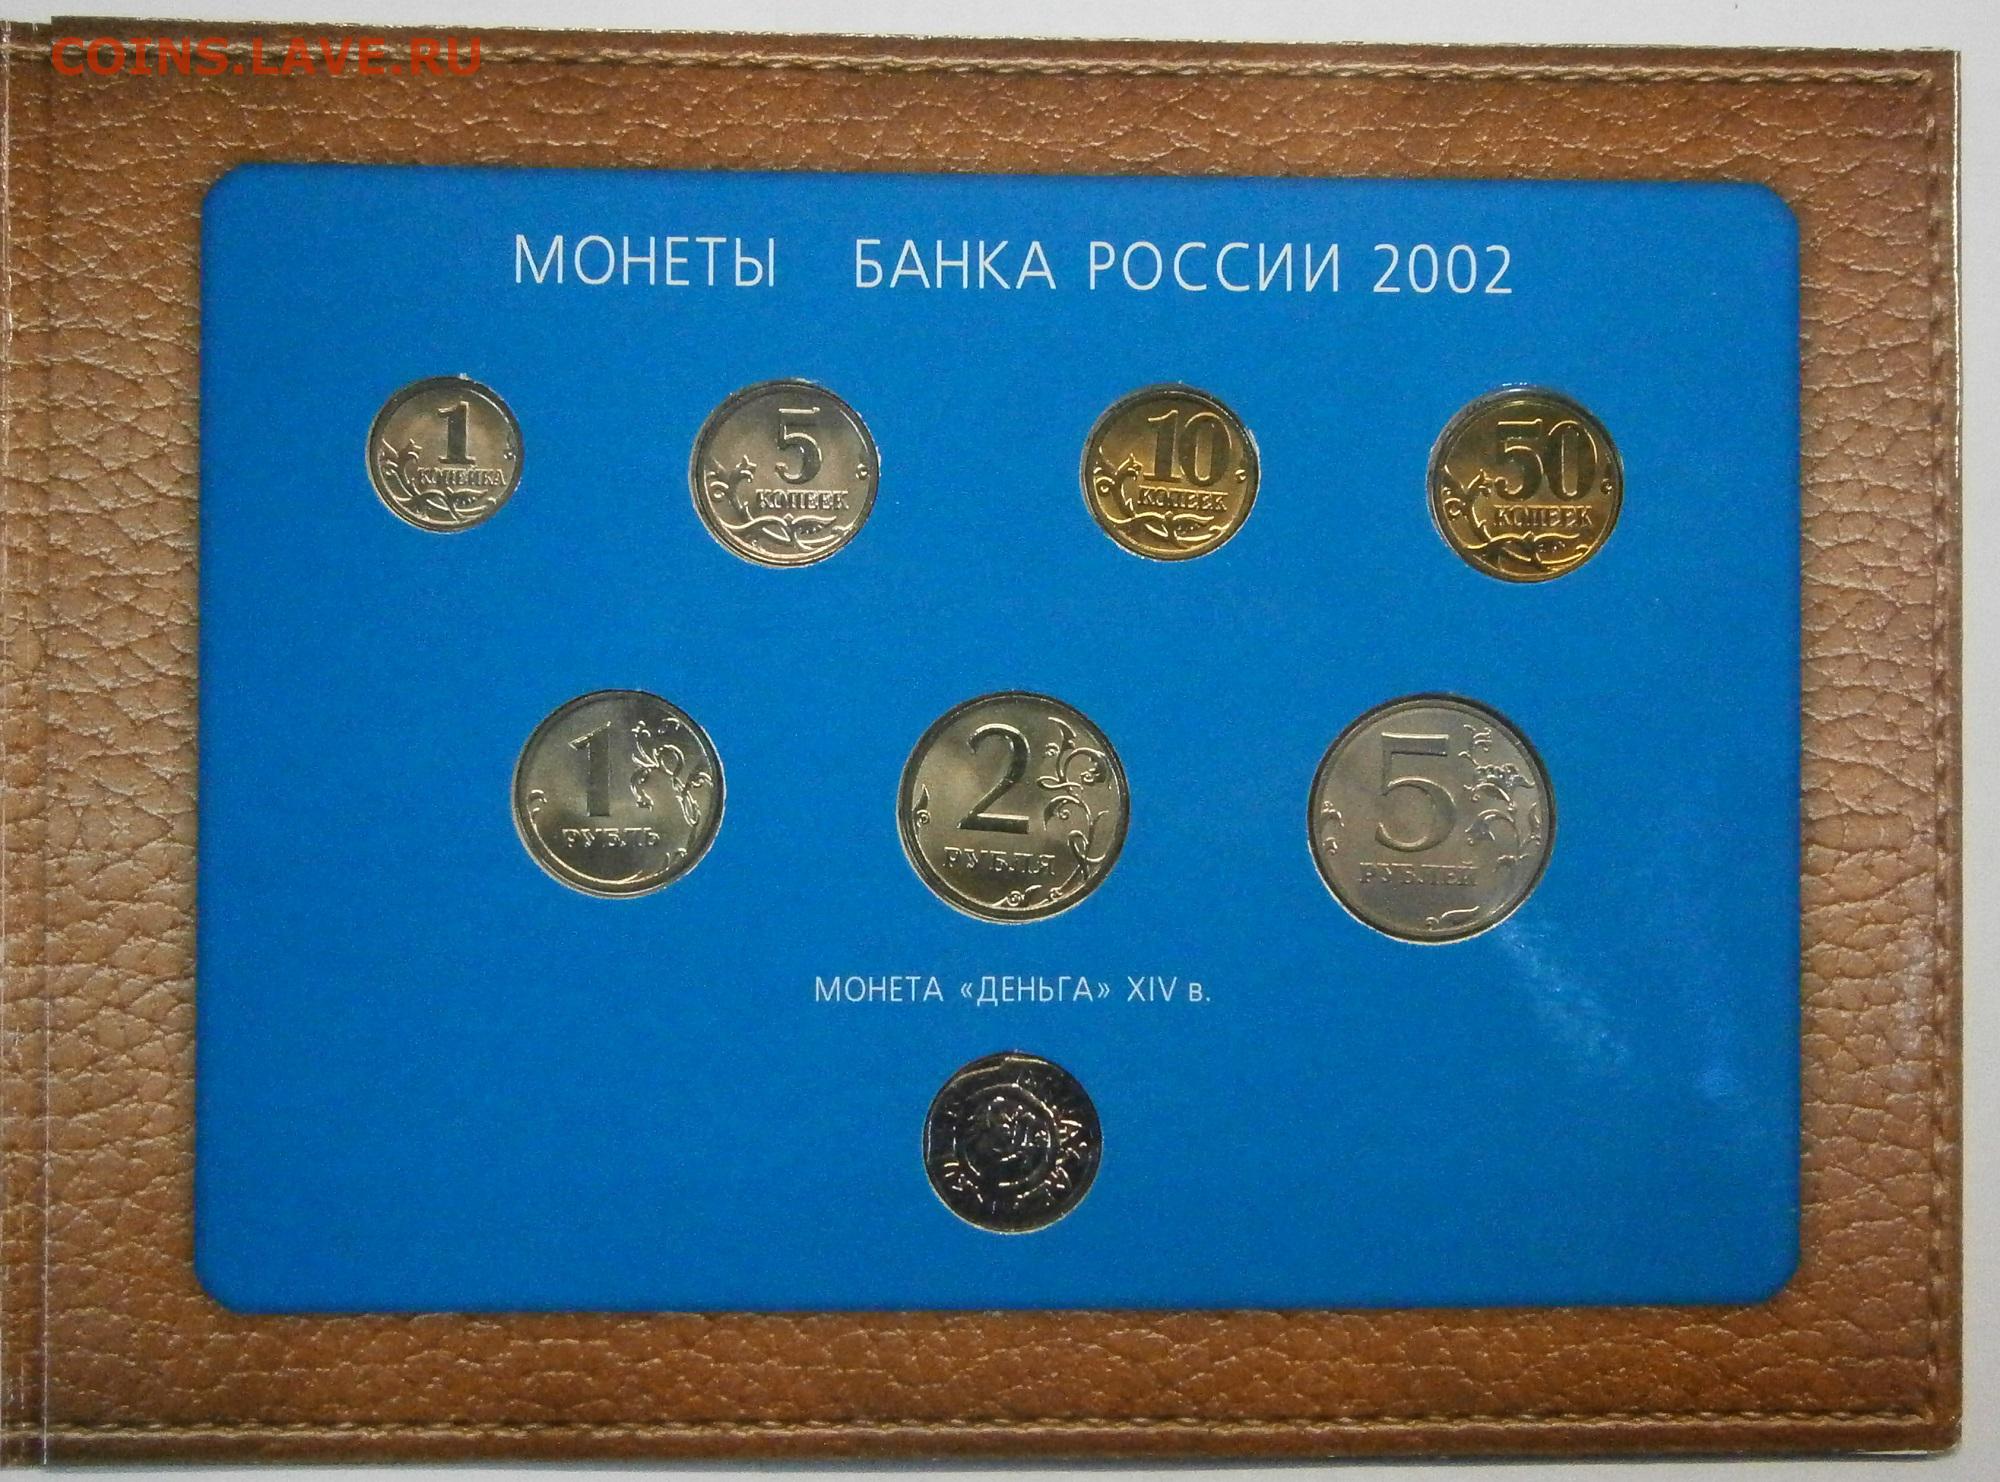 COINS.LAVE.RU
МОНЕТЫ БАНКА РОССИИ 2002
1
КОПЕЙКА
5
КОПЕЕК
10
КОПЕЕК
50
КОПЕЕК
1
РУБЛЬ
2
РУБЛЯ
5
РУБЛЕЙ
МОНЕТА «ДЕНЬГА» XIV в.